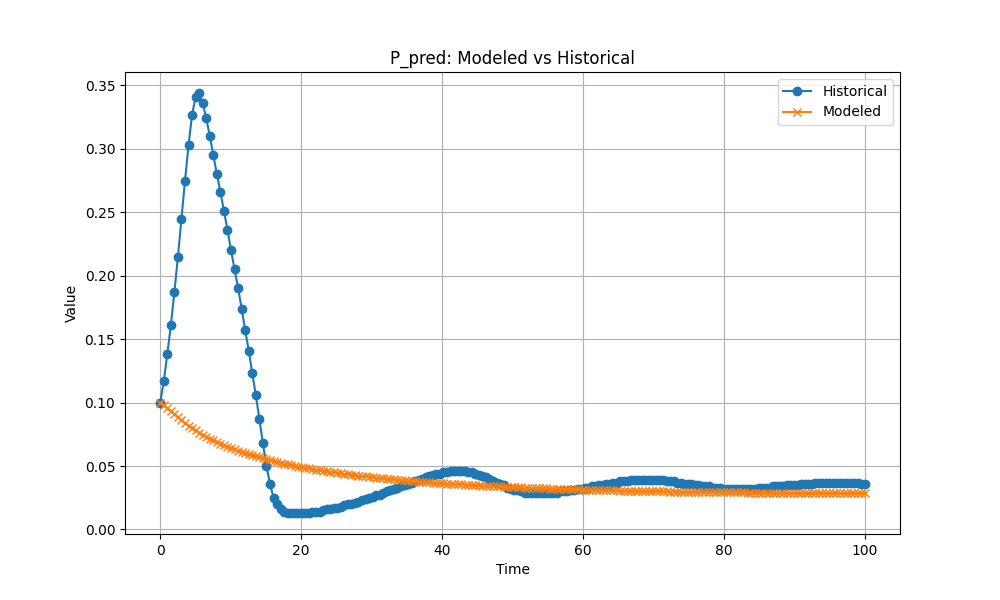 P_pred: Modeled vs Historical
Historical
Modeled
Value
0.35
0.30
0.25
0.20
0.15
0.10
0.05
0.00
0 20 40 60 80 100
Time